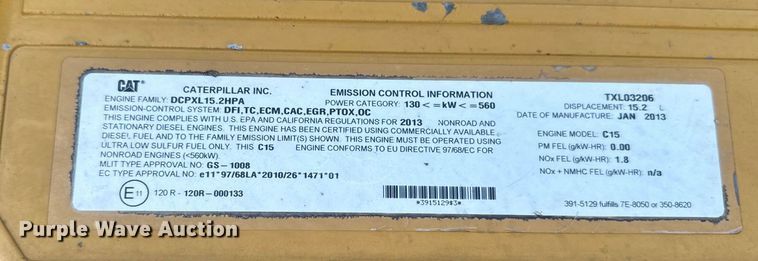 CAT CATERPILLAR INC. EMISSION CONTROL INFORMATION TXL03206
ENGINE FAMILY: DCPXL15.2HPA POWER CATEGORY: 130 <=kW<=560 DISPLACEMENT: 15.2 L
EMISSION-CONTROL SYSTEM: DFI,TC,ECM,CAC,EGR,PTOX,OC DATE OF MANUFACTURE: JAN 2013
THIS ENGINE COMPLIES WITH U.S. EPA AND CALIFORNIA REGULATIONS FOR 2013 NONROAD AND
STATIONARY DIESEL ENGINES. THIS ENGINE HAS BEEN CERTIFIED USING COMMERCIALLY AVAILABLE
DIESEL FUEL AND TO THE FAMILY EMISSION LIMIT(S) SHOWN. THIS ENGINE MUST BE OPERATED USING
ULTRA LOW SULFUR FUEL ONLY. THIS C15 ENGINE CONFORMS TO EU DIRECTIVE 97/68/EC FOR
NONROAD ENGINES (<560kW).
ENGINE MODEL: C15
PM FEL (g/kW-HR): 0.00
NOx FEL (g/kW-HR): 1.8
NOx + NMHC FEL (g/kW-HR): n/a
MLIT TYPE APPROVAL NO: GS-1008
EC TYPE APPROVAL NO: e11*97/68LA*2010/26*1471*01
E11 120 R - 120R-000133
*3915129#3*
391-5129 fulfills 7E-8050 or 350-8620
Purple Wave Auction